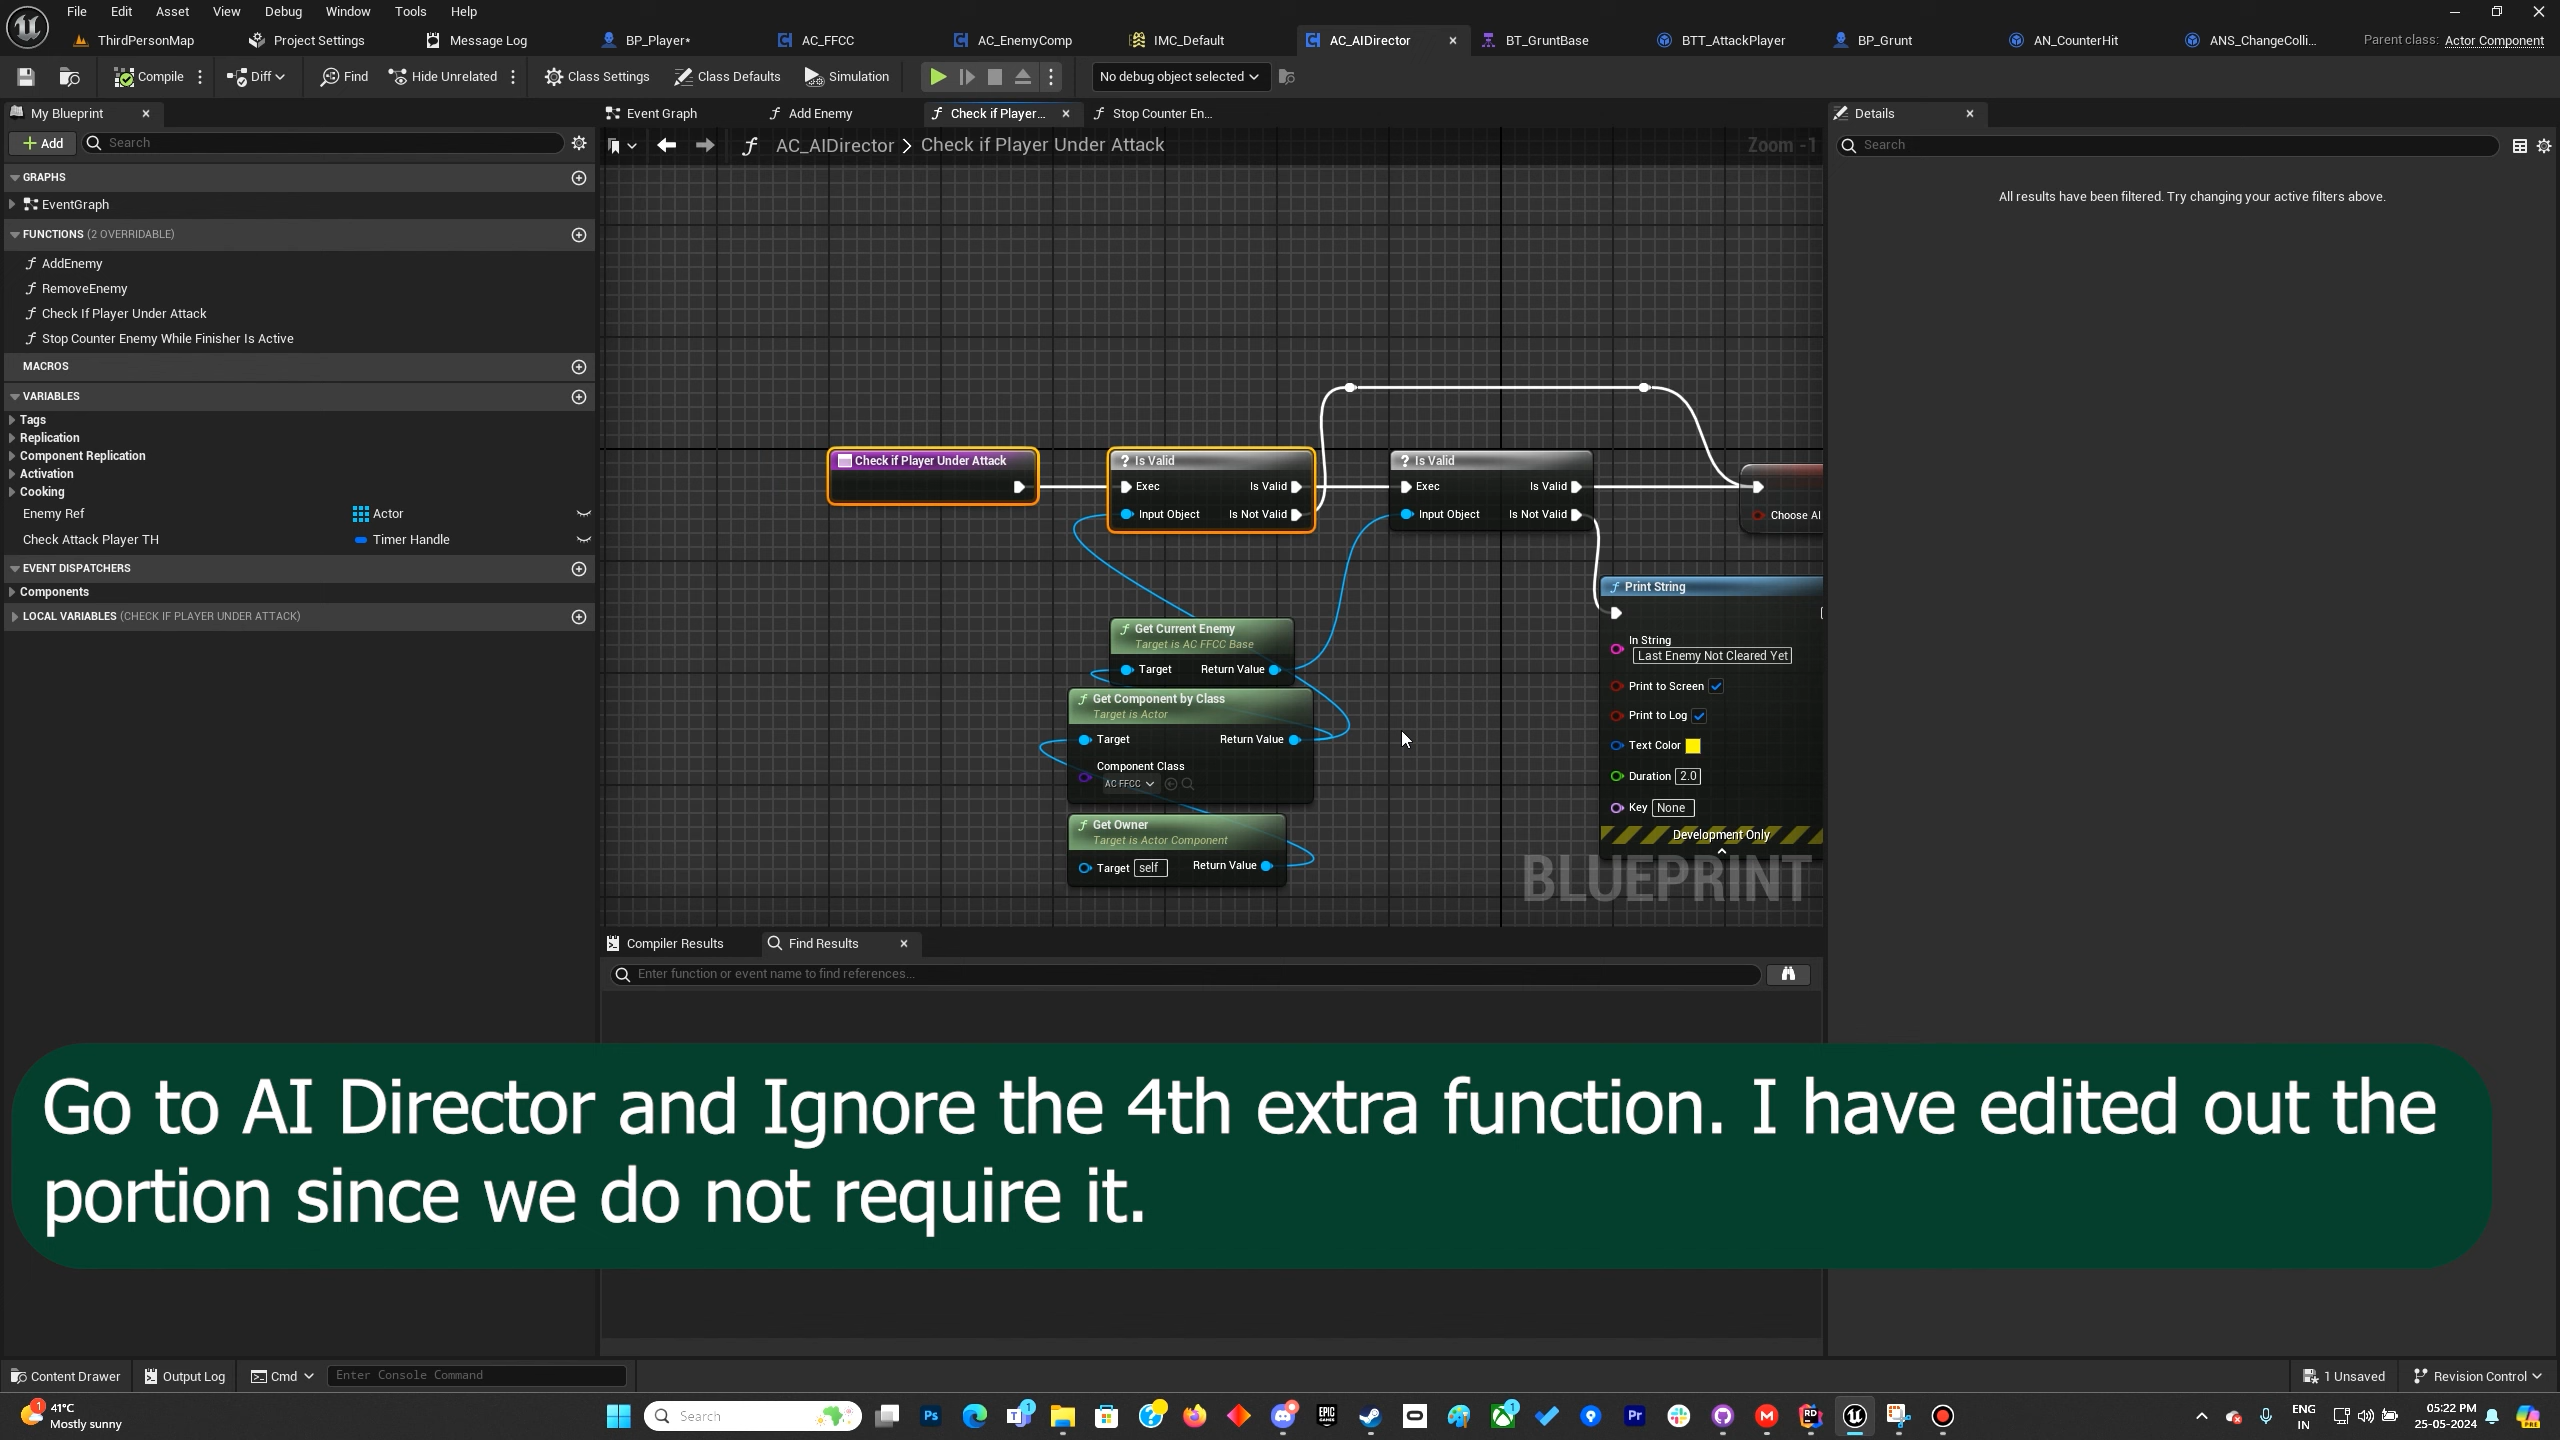 File Edit Asset View Debug Window Tools Help
ThirdPersonMap Project Settings Message Log BP_Player* AC_FFCC AC_EnemyComp IMC_Default AC_AIDirector BT_GruntBase BTT_AttackPlayer BP_Grunt AN_CounterHit ANS_ChangeColli... Parent class: Actor Component
Compile Diff Find Hide Unrelated Class Settings Class Defaults Simulation No debug object selected
My Blueprint Event Graph Add Enemy Check if Player... Stop Counter En... Details
Add Search AC_AIDirector > Check if Player Under Attack Zoom -1 Search
All results have been filtered. Try changing your active filters above.
GRAPHS
EventGraph
FUNCTIONS (2 OVERRIDABLE)
AddEnemy
RemoveEnemy
Check If Player Under Attack
Stop Counter Enemy While Finisher Is Active
MACROS
VARIABLES
Tags
Replication
Component Replication
Activation
Cooking
Enemy Ref Actor
Check Attack Player TH Timer Handle
EVENT DISPATCHERS
Components
LOCAL VARIABLES (CHECK IF PLAYER UNDER ATTACK)
Check if Player Under Attack
Is Valid
Exec Is Valid
Input Object Is Not Valid
Is Valid
Exec Is Valid
Input Object Is Not Valid
Choose AI
Get Current Enemy
Target is AC FFCC Base
Target Return Value
Get Component by Class
Target is Actor
Target Return Value
Component Class
AC FFCC
Get Owner
Target is Actor Component
Target self Return Value
Print String
In String
Last Enemy Not Cleared Yet
Print to Screen
Print to Log
Text Color
Duration 2.0
Key None
Development Only
BLUEPRINT
Compiler Results Find Results
Enter function or event name to find references...
Go to AI Director and Ignore the 4th extra function. I have edited out the
portion since we do not require it.
Content Drawer Output Log Cmd Enter Console Command 1 Unsaved Revision Control
1 41°C
Mostly sunny
Search
ENG
IN
05:22 PM
25-05-2024